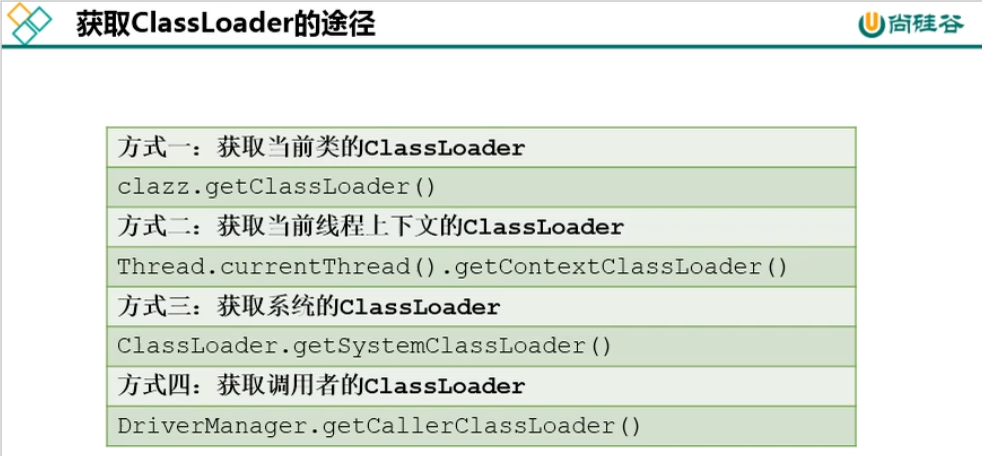 获取ClassLoader的途径
尚硅谷
方式一：获取当前类的ClassLoader
clazz.getClassLoader()
方式二：获取当前线程上下文的ClassLoader
Thread.currentThread().getContextClassLoader()
方式三：获取系统的ClassLoader
ClassLoader.getSystemClassLoader()
方式四：获取调用者的ClassLoader
DriverManager.getCallerClassLoader()